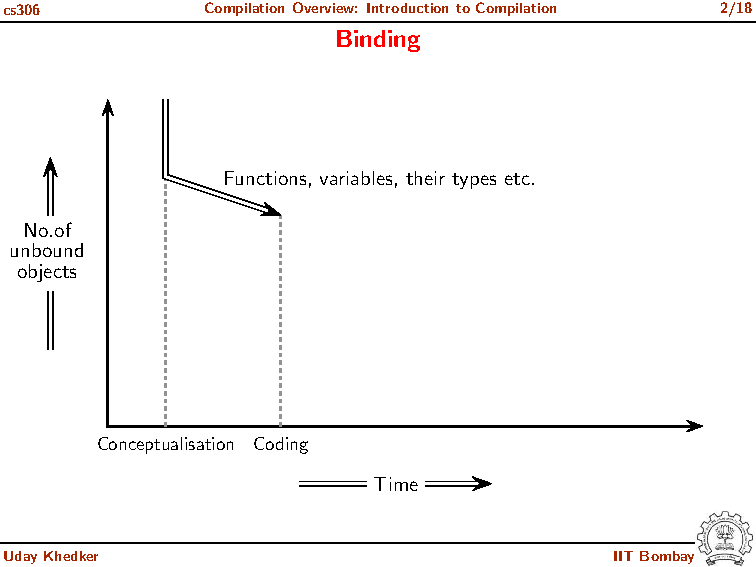 cs306 Compilation Overview: Introduction to Compilation 2/18
Binding
Functions, variables, their types etc.
No.of
unbound
objects
Conceptualisation Coding
Time
Uday Khedker IIT Bombay